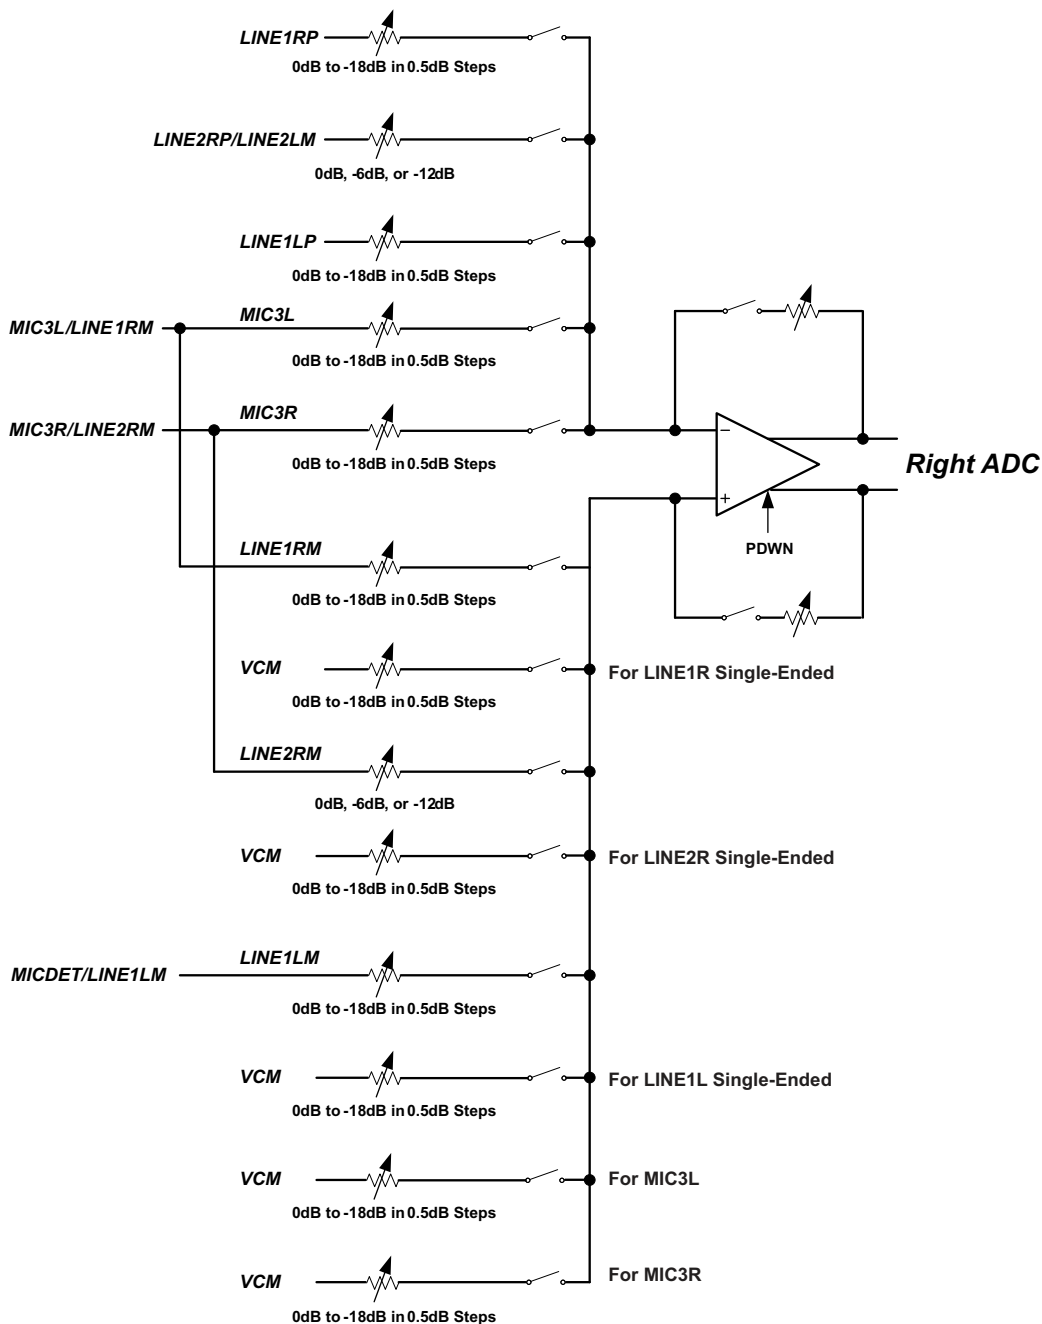 LINE1RP
0dB to -18dB in 0.5dB Steps
LINE2RP/LINE2LM
0dB, -6dB, or -12dB
LINE1LP
0dB to -18dB in 0.5dB Steps
MIC3L/LINE1RM
MIC3L
0dB to -18dB in 0.5dB Steps
MIC3R/LINE2RM
MIC3R
0dB to -18dB in 0.5dB Steps
−
+
Right ADC
PDWN
LINE1RM
0dB to -18dB in 0.5dB Steps
VCM
For LINE1R Single-Ended
0dB to -18dB in 0.5dB Steps
LINE2RM
0dB, -6dB, or -12dB
VCM
For LINE2R Single-Ended
0dB to -18dB in 0.5dB Steps
MICDET/LINE1LM
LINE1LM
0dB to -18dB in 0.5dB Steps
VCM
For LINE1L Single-Ended
0dB to -18dB in 0.5dB Steps
VCM
For MIC3L
0dB to -18dB in 0.5dB Steps
VCM
For MIC3R
0dB to -18dB in 0.5dB Steps